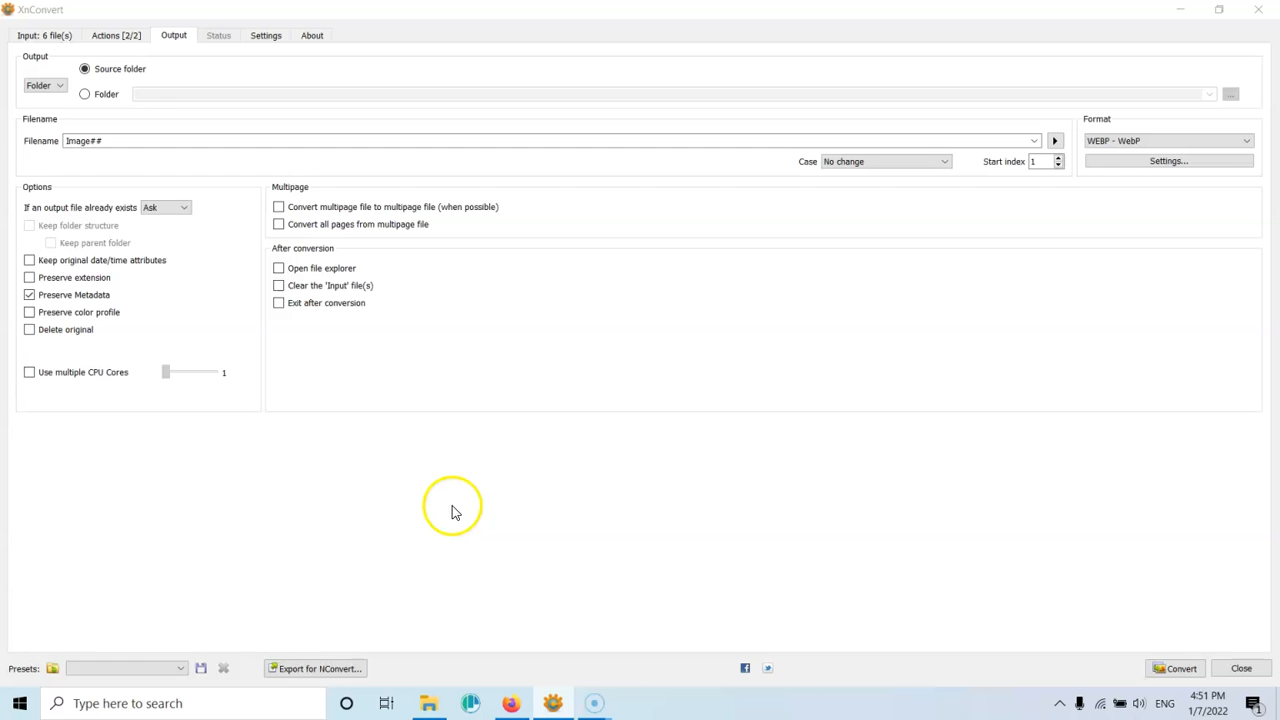 XnConvert
Input: 6 file(s) Actions [2/2] Output Status Settings About
Output
Folder Source folder
Folder ...
Filename
Filename Image##
Case No change Start index 1
Format
WEBP - WebP
Settings...
Options
If an output file already exists Ask
Keep folder structure
Keep parent folder
Keep original date/time attributes
Preserve extension
Preserve Metadata
Preserve color profile
Delete original
Use multiple CPU Cores 1
Multipage
Convert multipage file to multipage file (when possible)
Convert all pages from multipage file
After conversion
Open file explorer
Clear the 'Input' file(s)
Exit after conversion
Presets: Export for NConvert... Convert Close
Type here to search ENG 4:51 PM
1/7/2022 1